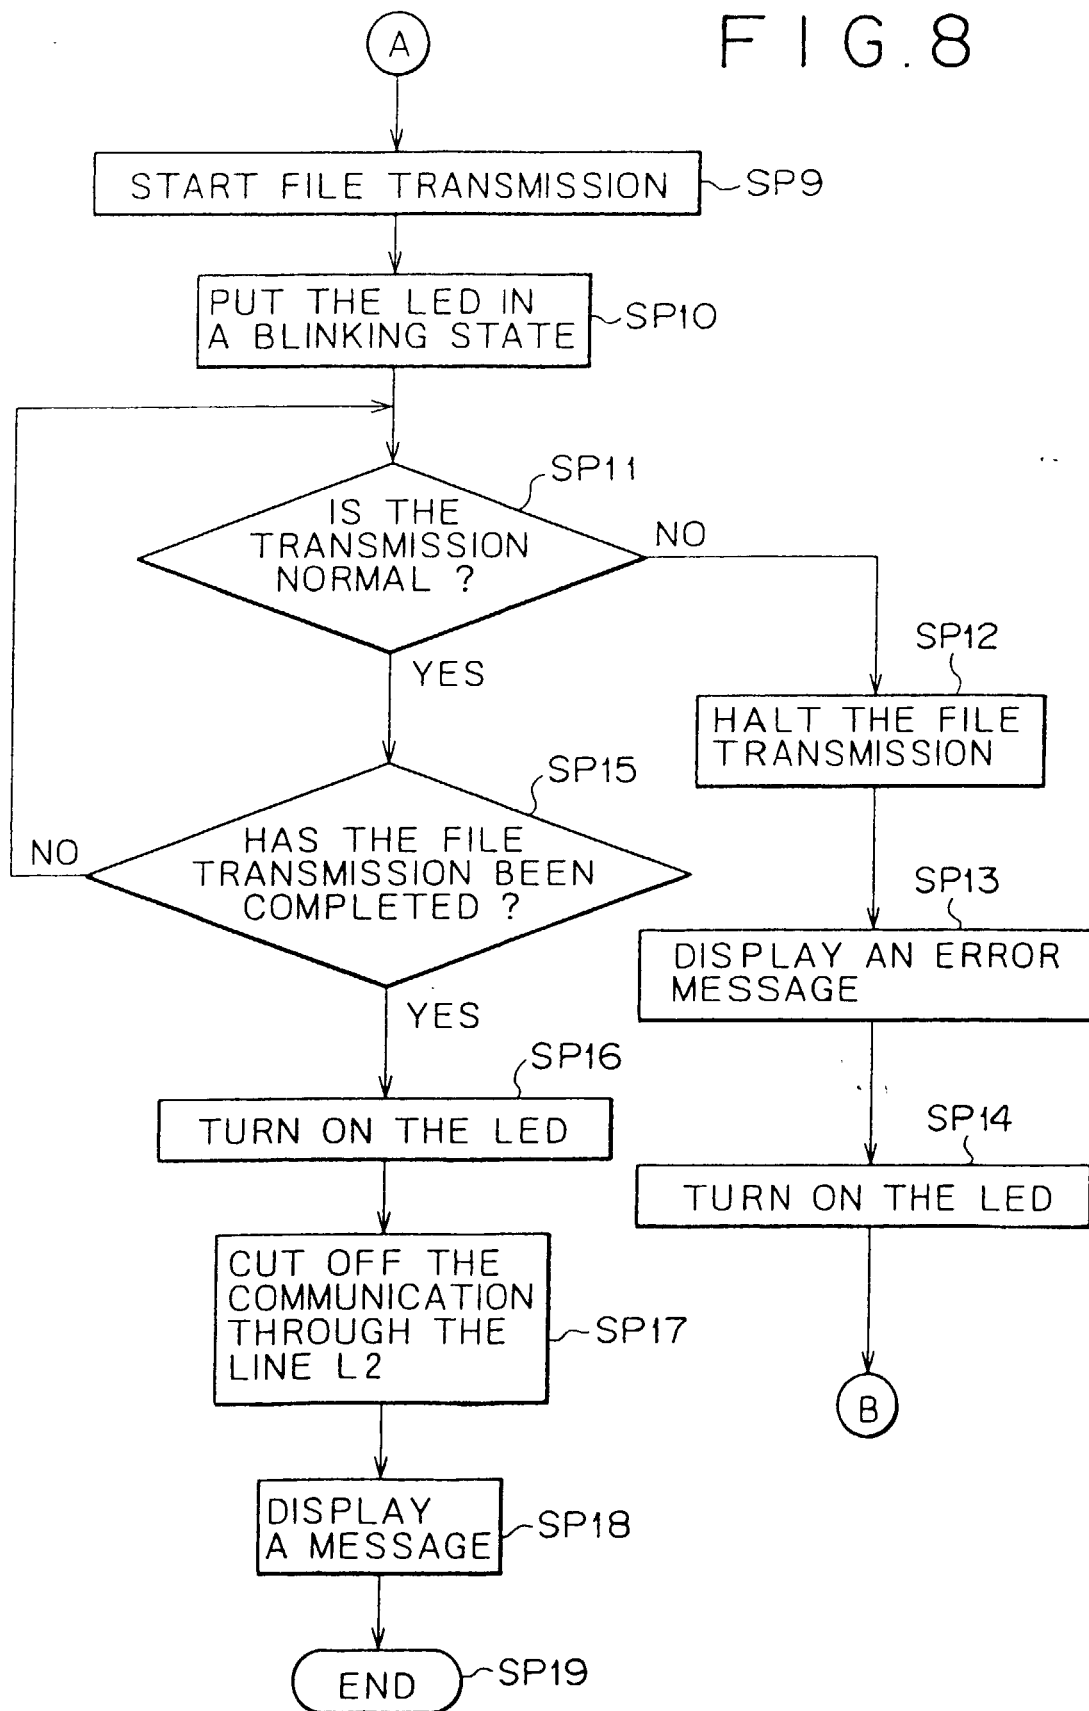 FIG.8
A
START FILE TRANSMISSION
SP9
PUT THE LED IN
A BLINKING STATE
SP10
SP11
IS THE
TRANSMISSION
NORMAL ?
NO
YES
SP12
HALT THE FILE
TRANSMISSION
SP15
HAS THE FILE
TRANSMISSION BEEN
COMPLETED ?
NO
YES
SP13
DISPLAY AN ERROR
MESSAGE
SP16
TURN ON THE LED
SP14
TURN ON THE LED
CUT OFF THE
COMMUNICATION
THROUGH THE
LINE L2
SP17
B
DISPLAY
A MESSAGE
SP18
END
SP19